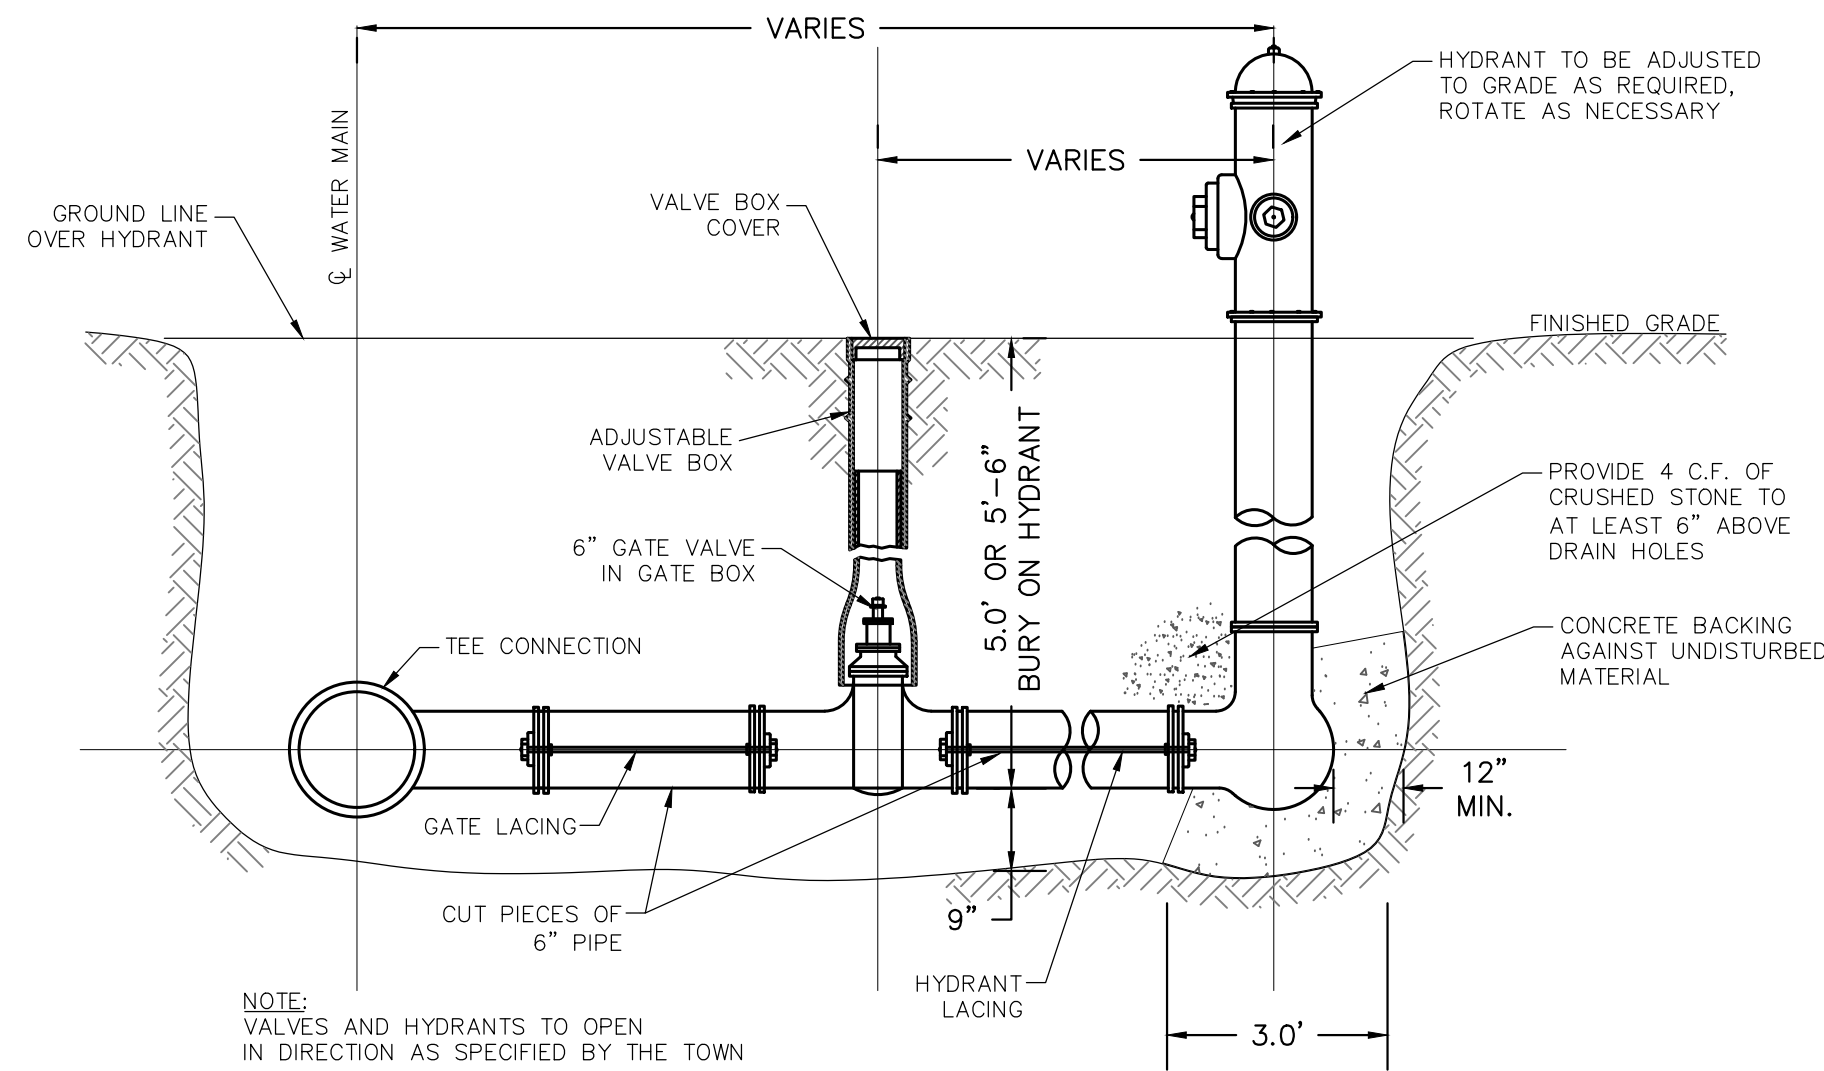 VARIES
HYDRANT TO BE ADJUSTED
TO GRADE AS REQUIRED,
ROTATE AS NECESSARY
℄ WATER MAIN
VARIES
GROUND LINE
OVER HYDRANT
VALVE BOX
COVER
FINISHED GRADE
ADJUSTABLE
VALVE BOX
5.0' OR 5'-6"
BURY ON HYDRANT
PROVIDE 4 C.F. OF
CRUSHED STONE TO
AT LEAST 6" ABOVE
DRAIN HOLES
6" GATE VALVE
IN GATE BOX
TEE CONNECTION
CONCRETE BACKING
AGAINST UNDISTURBED
MATERIAL
12"
MIN.
GATE LACING
CUT PIECES OF
6" PIPE
9"
HYDRANT
LACING
NOTE:
VALVES AND HYDRANTS TO OPEN
IN DIRECTION AS SPECIFIED BY THE TOWN
3.0'